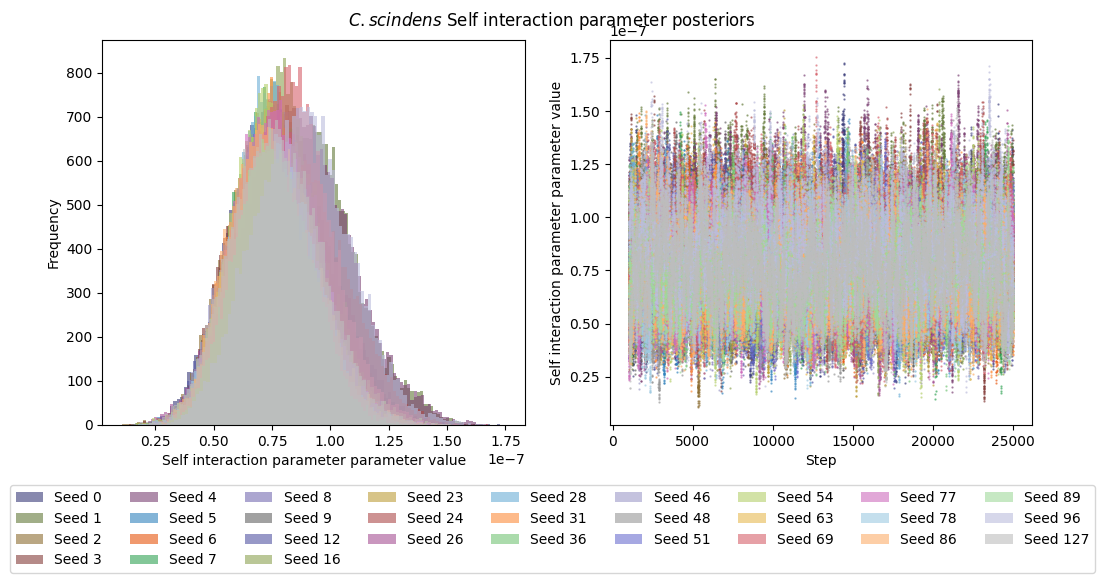 C. scindens Self interaction parameter posteriors
Frequency
800
700
600
500
400
300
200
100
0
0.25 0.50 0.75 1.00 1.25 1.50 1.75
1e−7
Self interaction parameter parameter value
1e−7
Self interaction parameter value
1.75
1.50
1.25
1.00
0.75
0.50
0.25
0 5000 10000 15000 20000 25000
Step
Seed 0 Seed 4 Seed 8 Seed 23 Seed 28 Seed 46 Seed 54 Seed 77 Seed 89
Seed 1 Seed 5 Seed 9 Seed 24 Seed 31 Seed 48 Seed 63 Seed 78 Seed 96
Seed 2 Seed 6 Seed 12 Seed 26 Seed 36 Seed 51 Seed 69 Seed 86 Seed 127
Seed 3 Seed 7 Seed 16